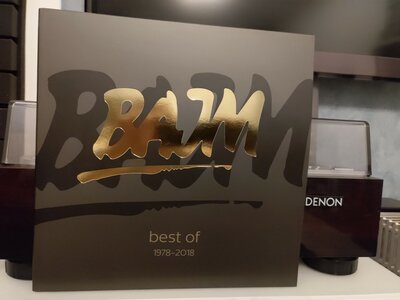 BAJM
best of
1978-2018
DENON